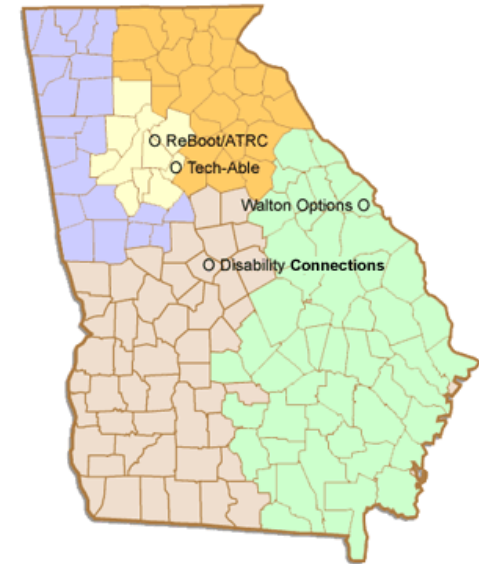 O ReBoot/ATRC
O Tech-Able
Walton Options O
O Disability Connections